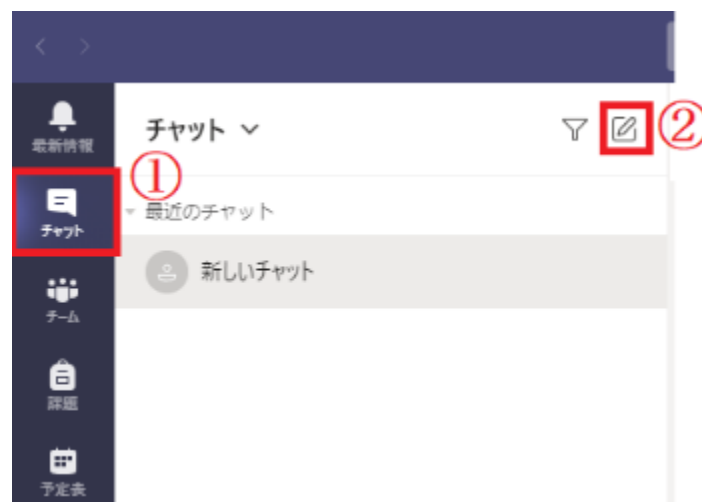 最新情報
チャット
チーム
課題
予定表
チャット
②
①
最近のチャット
新しいチャット